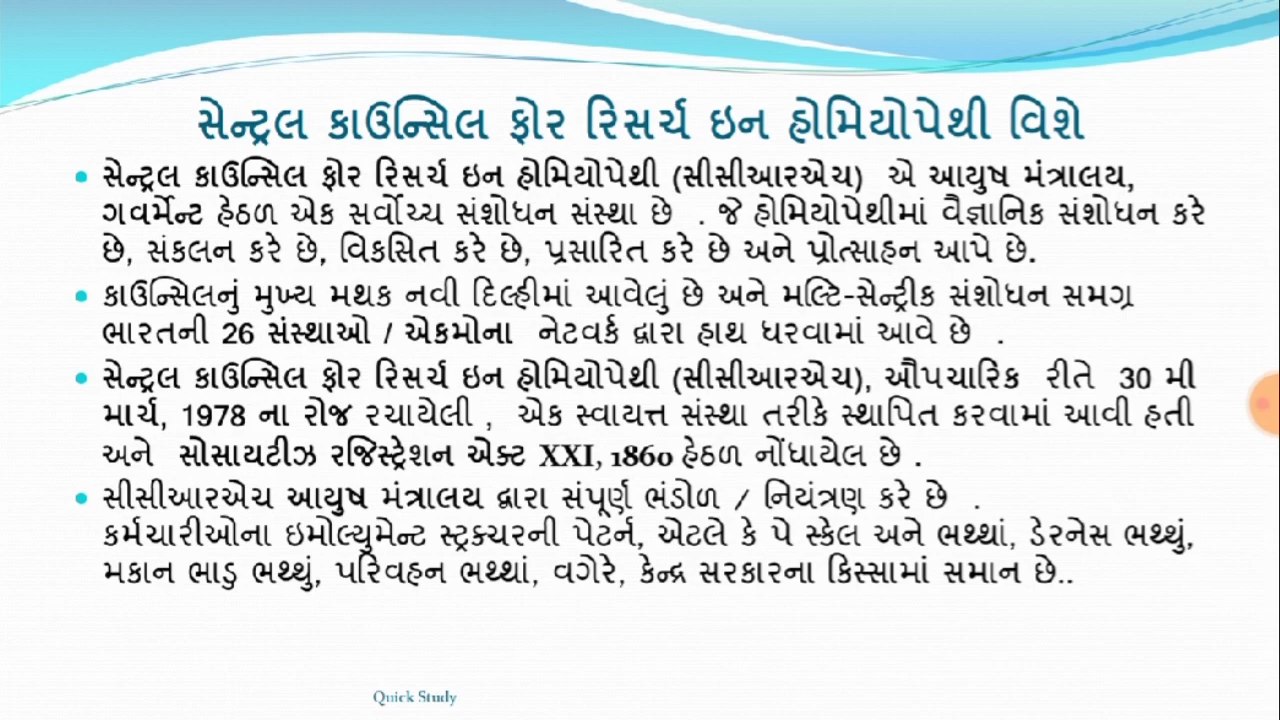 સેન્ટ્રલ કાઉન્સિલ ફોર રિસર્ચ ઇન હોમિયોપેથી વિશે
• સેન્ટ્રલ કાઉન્સિલ ફોર રિસર્ચ ઇન હોમિયોપેથી (સીસીઆરએચ) એ આયુષ મંત્રાલય,
ગવર્મેન્ટ હેઠળ એક સર્વોચ્ચ સંશોધન સંસ્થા છે . જે હોમિયોપેથીમાં વૈજ્ઞાનિક સંશોધન કરે
છે, સંકલન કરે છે, વિકસિત કરે છે, પ્રસારિત કરે છે અને પ્રોત્સાહન આપે છે.
• કાઉન્સિલનું મુખ્ય મથક નવી દિલ્હીમાં આવેલું છે અને મલ્ટિ-સેન્ટ્રીક સંશોધન સમગ્ર
ભારતની 26 સંસ્થાઓ / એકમોના નેટવર્ક દ્વારા હાથ ધરવામાં આવે છે .
• સેન્ટ્રલ કાઉન્સિલ ફોર રિસર્ચ ઇન હોમિયોપેથી (સીસીઆરએચ), ઔપચારિક રીતે 30 મી
માર્ચ, 1978 ના રોજ રચાયેલી , એક સ્વાયત્ત સંસ્થા તરીકે સ્થાપિત કરવામાં આવી હતી
અને સોસાયટીઝ રજિસ્ટ્રેશન એક્ટ XXI, 1860 હેઠળ નોંધાયેલ છે .
• સીસીઆરએચ આયુષ મંત્રાલય દ્વારા સંપૂર્ણ ભંડોળ / નિયંત્રણ કરે છે .
કર્મચારીઓના ઇમોલ્યુમેન્ટ સ્ટ્રક્ચરની પેટર્ન, એટલે કે પે સ્કેલ અને ભથ્થાં, ડેરનેસ ભથ્થું,
મકાન ભાડુ ભથ્થું, પરિવહન ભથ્થાં, વગેરે, કેન્દ્ર સરકારના કિસ્સામાં સમાન છે..
Quick Study